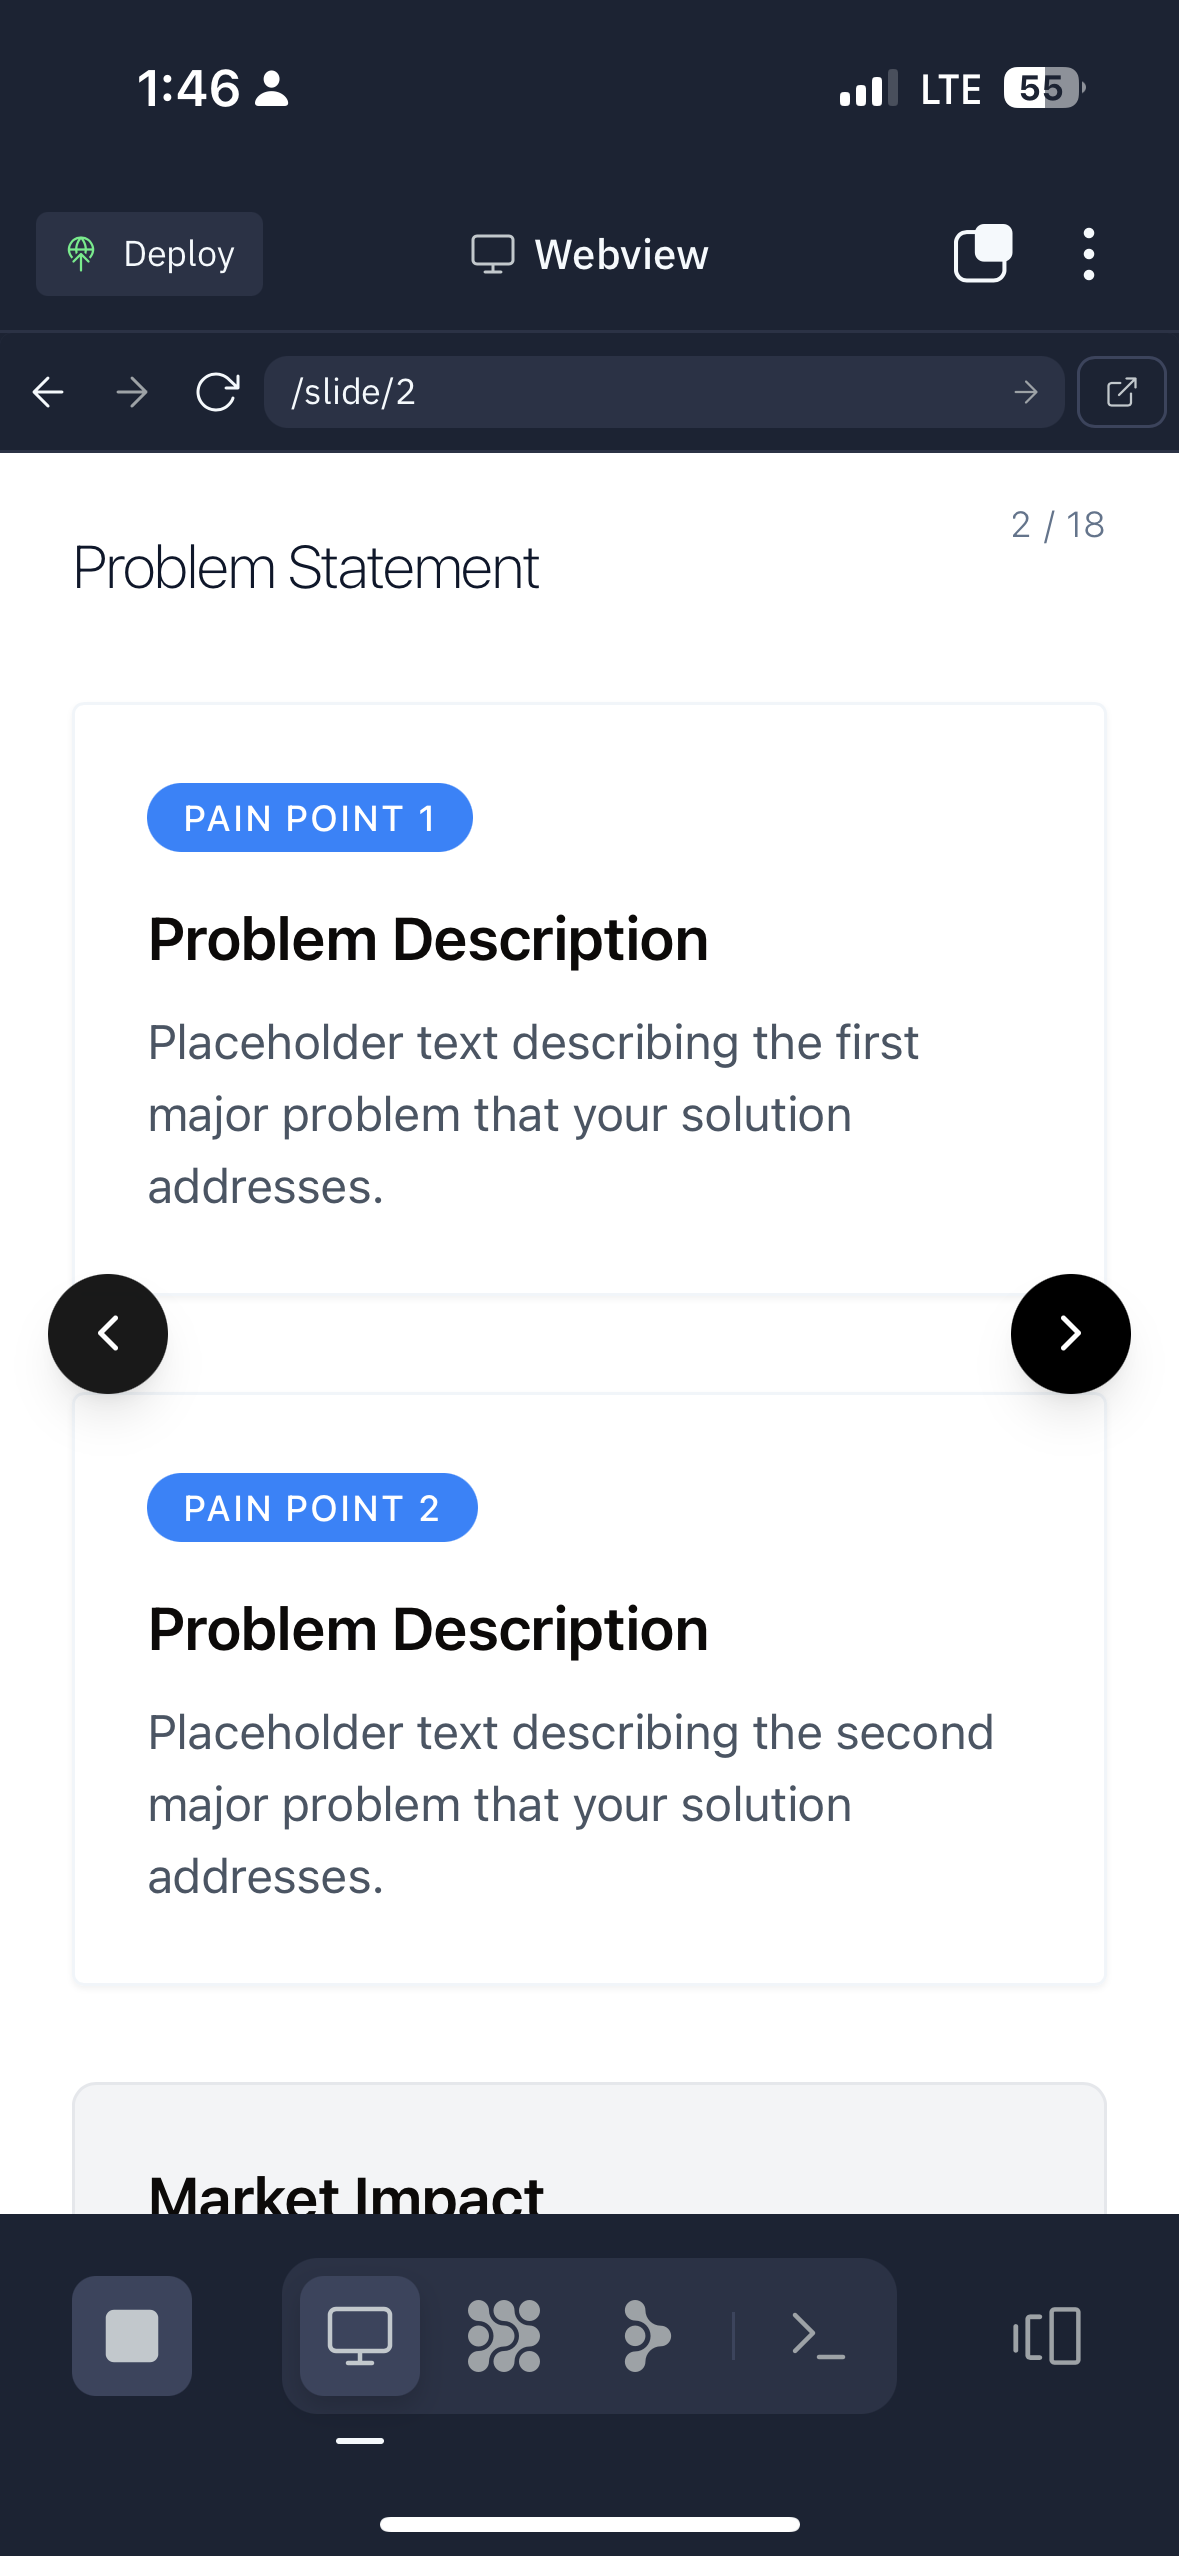 1:46
LTE
55
Deploy
Webview
/slide/2
2 / 18
Problem Statement
PAIN POINT 1
Problem Description
Placeholder text describing the first
major problem that your solution
addresses.
PAIN POINT 2
Problem Description
Placeholder text describing the second
major problem that your solution
addresses.
Market Impact